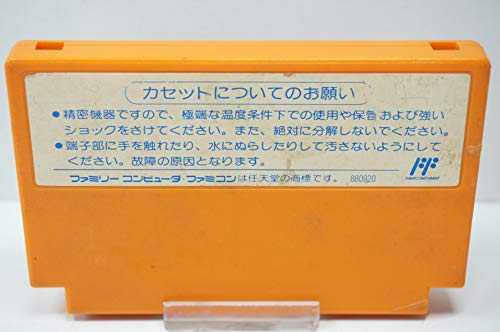 カセットについてのお願い
●精密機器ですので、極端な温度条件下での使用や保色および強い
ショックをさけてください。また、絶対に分解しないでください。
●端子部に手を触れたり、水にぬらしたりして汚さないようにして
ください。故障の原因となります。
ファミリーコンピュータ・ファミコンは任天堂の商標です。 880920
FAMICOM FAMILY